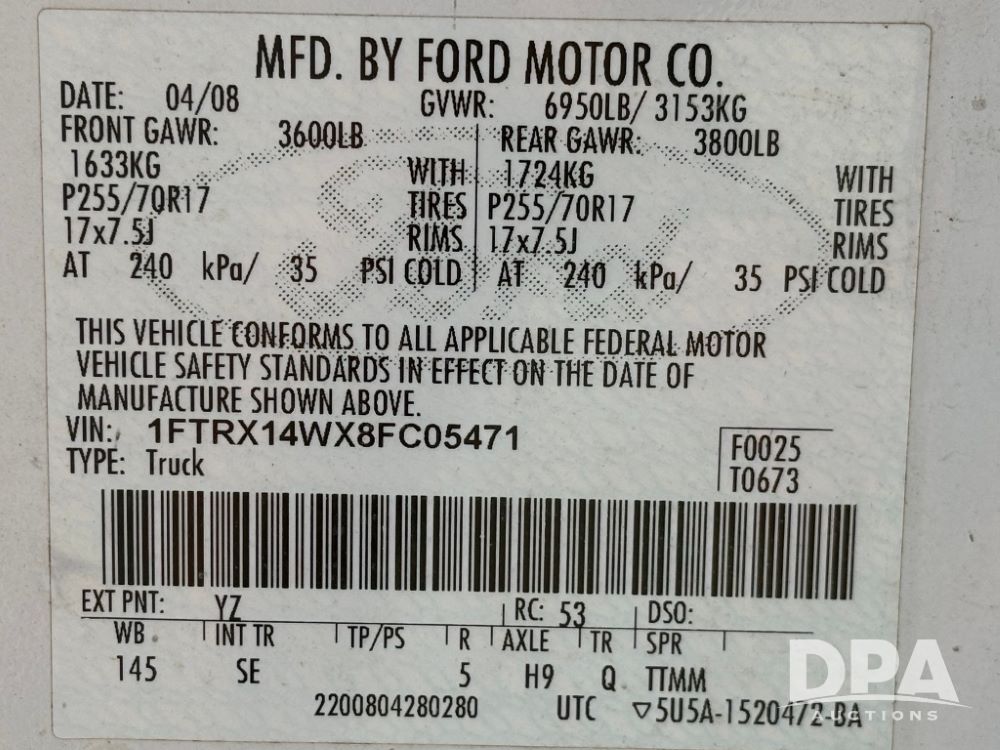 MFD. BY FORD MOTOR CO.
DATE: 04/08 GVWR: 6950LB/ 3153KG
FRONT GAWR: 3600LB REAR GAWR: 3800LB
1633KG WITH 1724KG WITH
P255/70R17 TIRES P255/70R17 TIRES
17x7.5J RIMS 17x7.5J RIMS
AT 240 kPa/ 35 PSI COLD AT 240 kPa/ 35 PSI COLD
THIS VEHICLE CONFORMS TO ALL APPLICABLE FEDERAL MOTOR
VEHICLE SAFETY STANDARDS IN EFFECT ON THE DATE OF
MANUFACTURE SHOWN ABOVE.
VIN: 1FTRX14WX8FC05471
F0025
TYPE: Truck
T0673
EXT PNT: YZ RC: 53 DSO:
WB INT TR TP/PS R AXLE TR SPR
145 SE 5 H9 Q TTMM
2200804280280 UTC ▽5U5A-1520472-BA
DPA
AUCTIONS